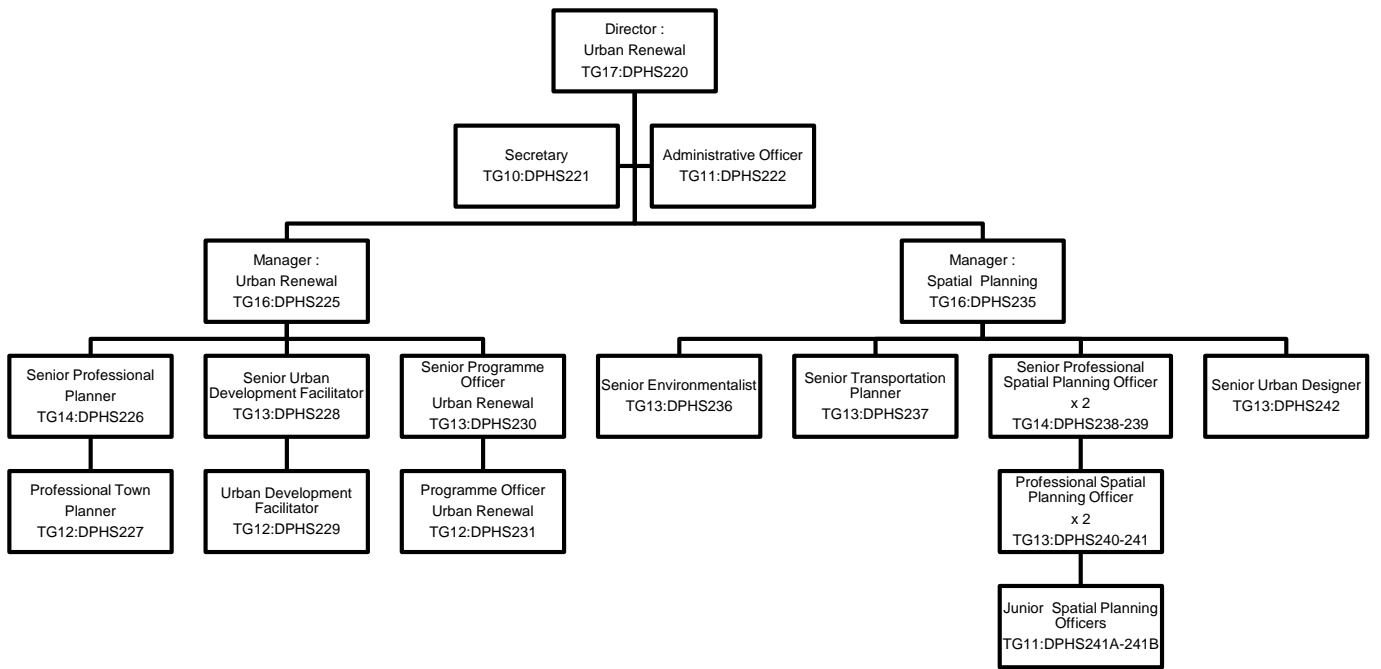 Director :
Urban Renewal
TG17:DPHS220
Secretary
TG10:DPHS221
Administrative Officer
TG11:DPHS222
Manager :
Urban Renewal
TG16:DPHS225
Manager :
Spatial Planning
TG16:DPHS235
Senior Professional
Planner
TG14:DPHS226
Senior Urban
Development Facilitator
TG13:DPHS228
Senior Programme
Officer
Urban Renewal
TG13:DPHS230
Senior Environmentalist
TG13:DPHS236
Senior Transportation
Planner
TG13:DPHS237
Senior Professional
Spatial Planning Officer
x 2
TG14:DPHS238-239
Senior Urban Designer
TG13:DPHS242
Professional Town
Planner
TG12:DPHS227
Urban Development
Facilitator
TG12:DPHS229
Programme Officer
Urban Renewal
TG12:DPHS231
Professional Spatial
Planning Officer
x 2
TG13:DPHS240-241
Junior Spatial Planning
Officers
TG11:DPHS241A-241B